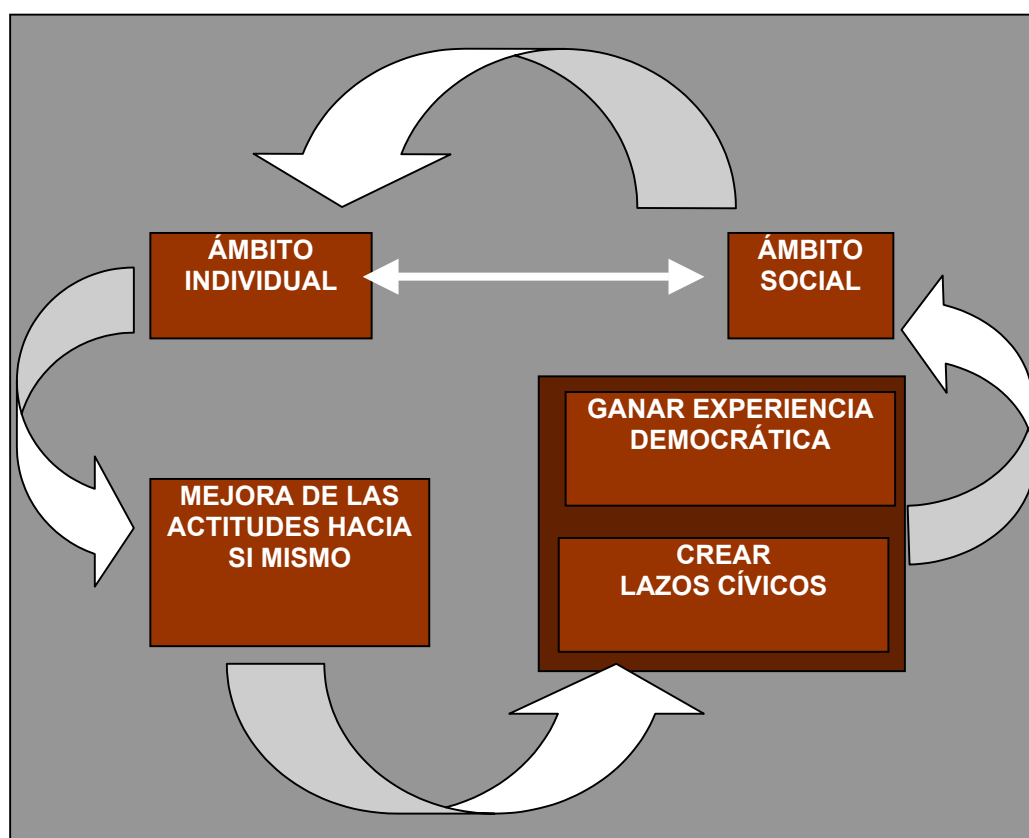 ÁMBITO
INDIVIDUAL
ÁMBITO
SOCIAL
GANAR EXPERIENCIA
DEMOCRÁTICA
MEJORA DE LAS
ACTITUDES HACIA
SI MISMO
CREAR
LAZOS CÍVICOS